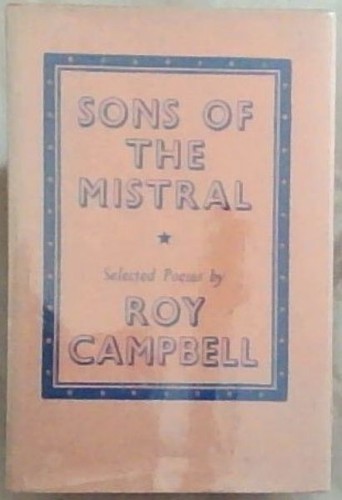 SONS OF
THE
MISTRAL
Selected Poems by
ROY
CAMPBELL